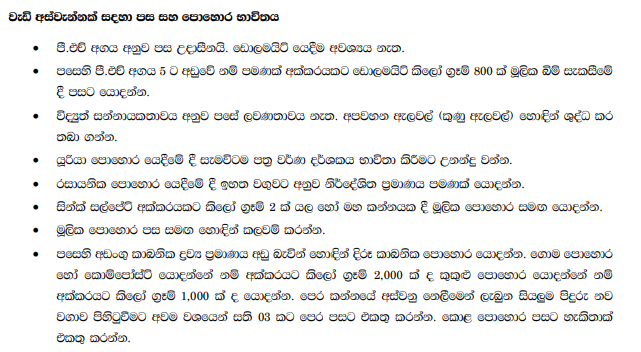 වැඩි අස්වැන්නක් සඳහා පස සහ පොහොර භාවිතය
• පී.එච් අගය අනුව පස උදාසීනයි. ඩොලමයිට් යෙදීම අවශ්‍යය නැත.
• පසෙහි පී.එච් අගය 5 ට අඩුවේ නම් පමණක් අක්කරයකට ඩොලමයිට් කිලෝ ග්‍රෑම් 800 ක් මූලික බිම් සැකසීමේ
දී පසට යොදන්න.
• විද්‍යුත් සන්නායකතාවය අනුව පසේ ලවණතාවය නැත. අපවහන ඇලවල් (කුණු ඇලවල්) හොඳින් ශුද්ධ කර
තබා ගන්න.
• යූරියා පොහොර යෙදීමේ දී සැමවිටම පත්‍ර වර්ණ දර්ශකය භාවිතා කිරීමට උනන්දු වන්න.
• රසායනික පොහොර යෙදීමේ දී ඉහත වගුවට අනුව නිර්දේශිත ප්‍රමාණය පමණක් යොදන්න.
• සින්ක් සල්පේට් අක්කරයකට කිලෝ ග්‍රෑම් 2 ක් යල හෝ මහ කන්නයක දී මූලික පොහොර සමඟ යොදන්න.
• මූලික පොහොර පස සමඟ හොඳින් කලවම් කරන්න.
• පසෙහි අඩංගු කාබනික ද්‍රව්‍ය ප්‍රමාණය අඩු බැවින් හොඳින් දිරූ කාබනික පොහොර යොදන්න. ගොම පොහොර
හෝ කොම්පෝස්ට් යොදන්නේ නම් අක්කරයට කිලෝ ග්‍රෑම් 2,000 ක් ද කුකුළු පොහොර යොදන්නේ නම්
අක්කරයට කිලෝ ග්‍රෑම් 1,000 ක් ද යොදන්න. පෙර කන්නයේ අස්වනු නෙලීමෙන් ලැබුන සියලුම පිදුරු නව
වගාව පිහිටුවීමට අවම වශයෙන් සති 03 කට පෙර පසට එකතු කරන්න. කොළ පොහොර පසට හැකිතාක්
එකතු කරන්න.